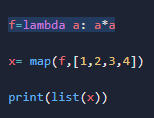 f=lambda a: a*a
x= map(f,[1,2,3,4])
print(list(x))